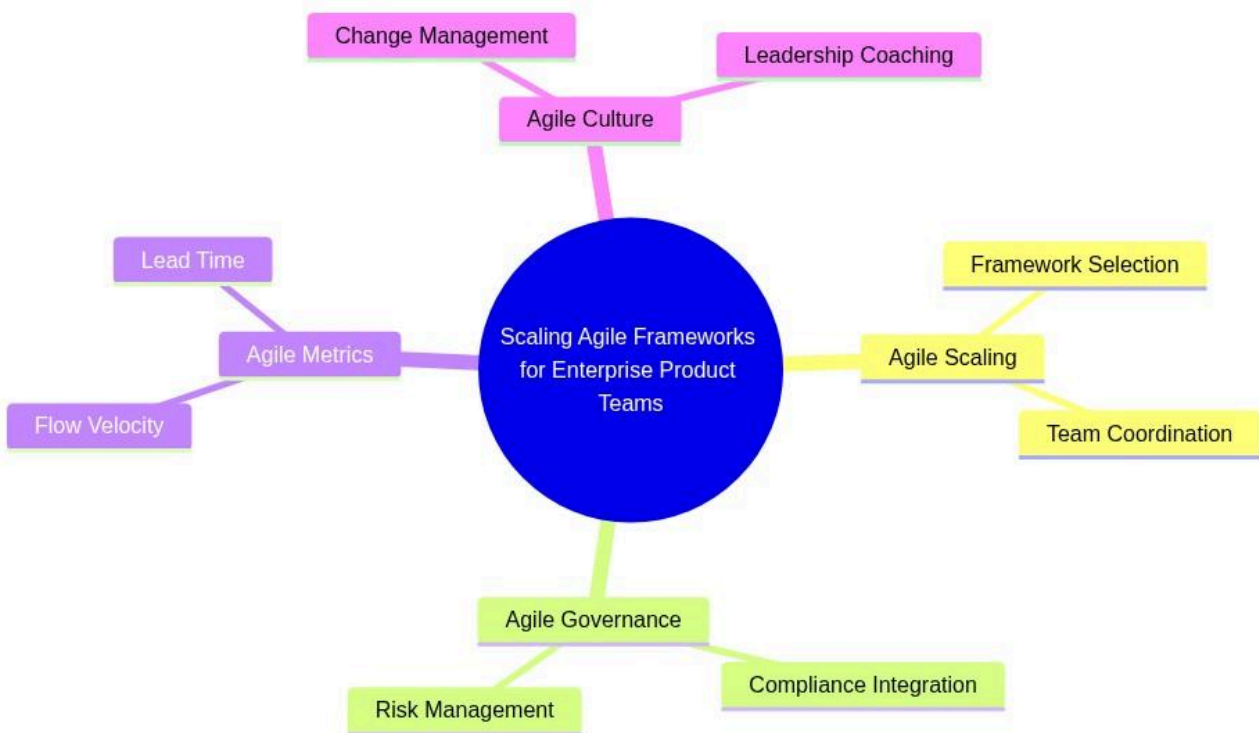 Change Management
Leadership Coaching
Agile Culture
Lead Time
Framework Selection
Scaling Agile Frameworks
for Enterprise Product
Teams
Agile Metrics
Agile Scaling
Flow Velocity
Team Coordination
Agile Governance
Compliance Integration
Risk Management